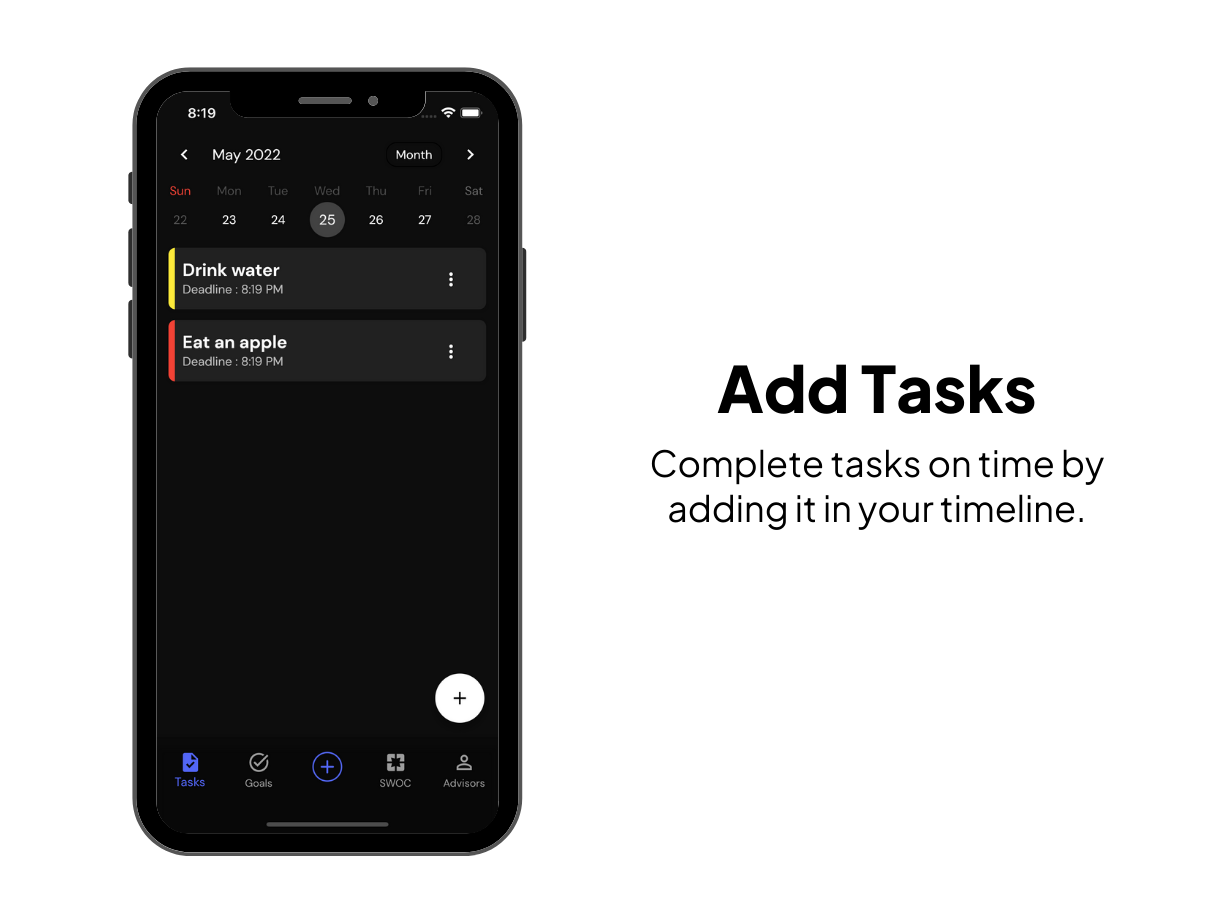 8:19
May 2022 Month
Sun Mon Tue Wed Thu Fri Sat
22 23 24 25 26 27 28
Drink water
Deadline : 8:19 PM
Eat an apple
Deadline : 8:19 PM
Tasks Goals SWOC Advisors
Add Tasks
Complete tasks on time by
adding it in your timeline.